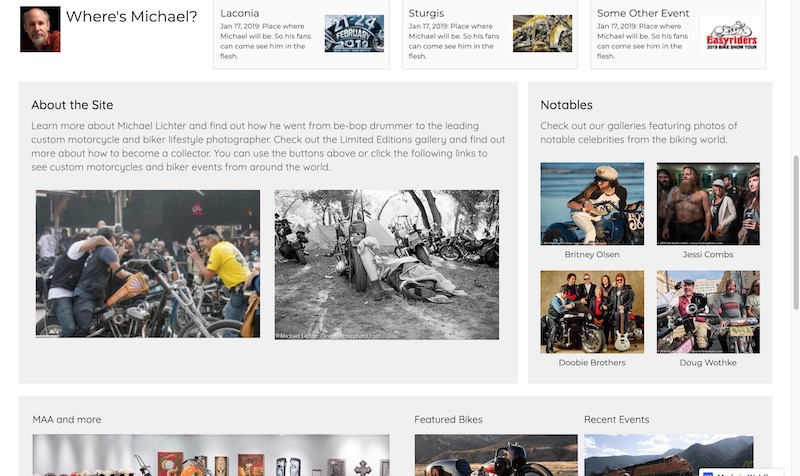 Where's Michael?
Laconia
Jan 17, 2019: Place where
Michael will be. So his fans
can come see him in the
flesh.
FEBRUARY
2019
Sturgis
Jan 17, 2019: Place where
Michael will be. So his fans
can come see him in the
flesh.
Some Other Event
Jan 17, 2019: Place where
Michael will be. So his fans
can come see him in the
flesh.
Easyriders
2019 BIKE SHOW TOUR
About the Site
Learn more about Michael Lichter and find out how he went from be-bop drummer to the leading
custom motorcycle and biker lifestyle photographer. Check out the Limited Editions gallery and find out
more about how to become a collector. You can use the buttons above or click the following links to
see custom motorcycles and biker events from around the world.
Notables
Check out our galleries featuring photos of
notable celebrities from the biking world.
Britney Olsen
Jessi Combs
Doobie Brothers
Doug Wothke
MAA and more
Featured Bikes
Recent Events